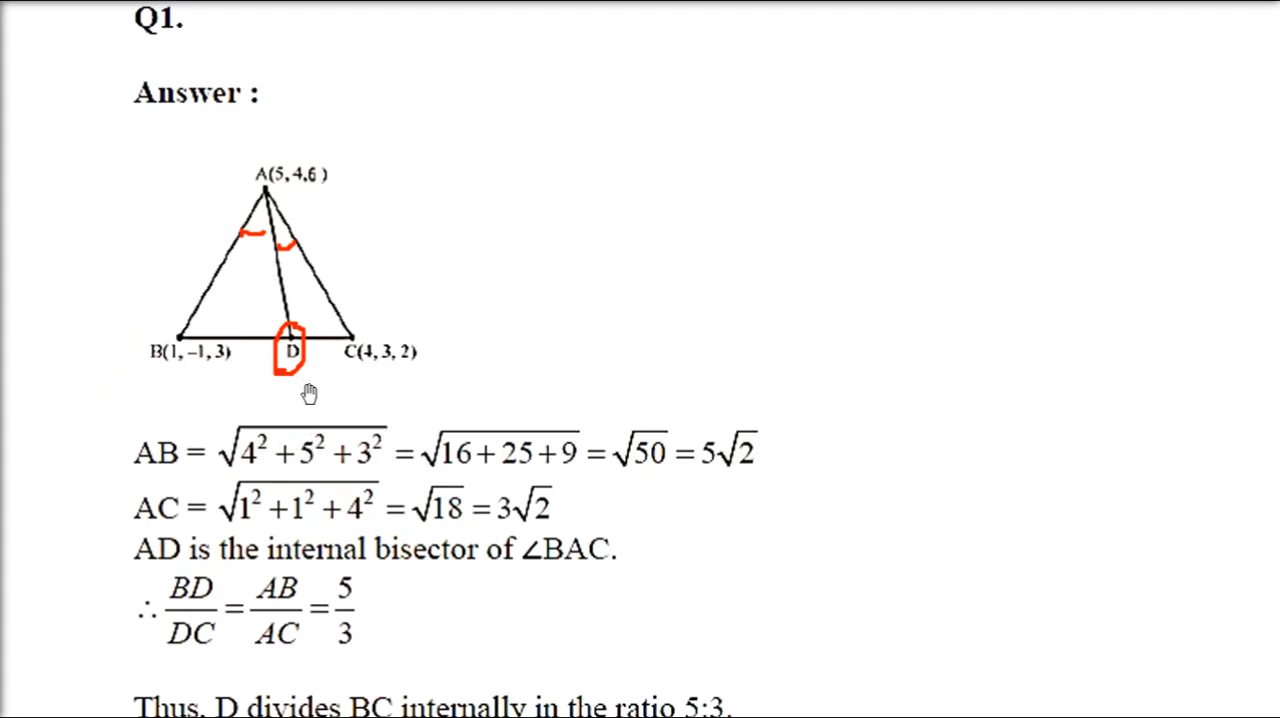 Q1.
Answer :
A(5, 4,6 )
B(1, –1, 3)
D
C(4, 3, 2)
AB = √(4² + 5² + 3²) = √(16 + 25 + 9) = √50 = 5√2
AC = √(1² + 1² + 4²) = √18 = 3√2
AD is the internal bisector of ∠BAC.
∴ BD/DC = AB/AC = 5/3
Thus, D divides BC internally in the ratio 5:3.